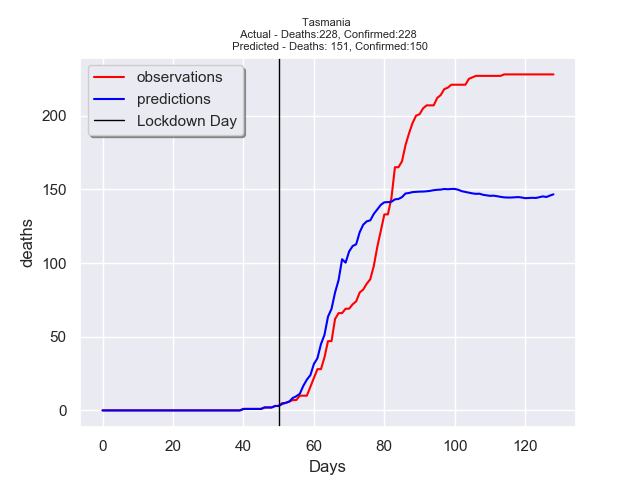 Tasmania
Actual - Deaths:228, Confirmed:228
Predicted - Deaths: 151, Confirmed:150
observations
predictions
Lockdown Day
200
150
100
50
0
deaths
0 20 40 60 80 100 120
Days